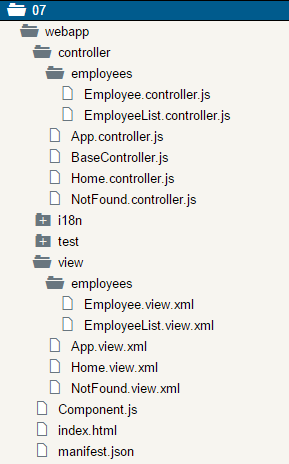 07
webapp
controller
employees
Employee.controller.js
EmployeeList.controller.js
App.controller.js
BaseController.js
Home.controller.js
NotFound.controller.js
i18n
test
view
employees
Employee.view.xml
EmployeeList.view.xml
App.view.xml
Home.view.xml
NotFound.view.xml
Component.js
index.html
manifest.json